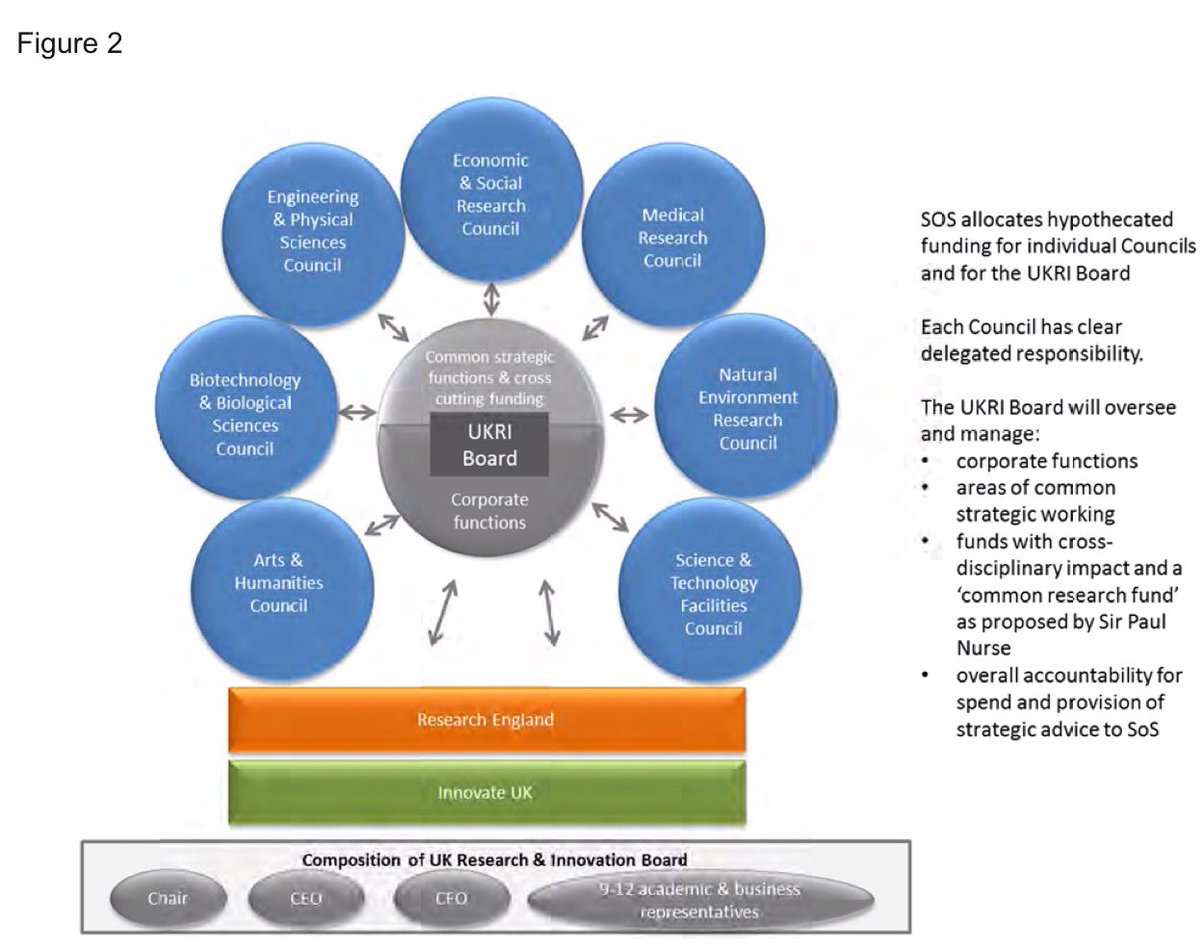 Figure 2
Economic
& Social
Research
Council
Engineering
& Physical
Sciences
Council
Medical
Research
Council
Biotechnology
& Biological
Sciences
Council
Common strategic
functions & cross
cutting funding
UKRI
Board
Corporate
functions
Natural
Environment
Research
Council
Arts &
Humanities
Council
Science &
Technology
Facilities
Council
Research England
Innovate UK
Composition of UK Research & Innovation Board
Chair
CEO
CFO
9-12 academic & business
representatives
SOS allocates hypothecated
funding for individual Councils
and for the UKRI Board
Each Council has clear
delegated responsibility.
The UKRI Board will oversee
and manage:
• corporate functions
• areas of common
strategic working
• funds with cross-
disciplinary impact and a
‘common research fund’
as proposed by Sir Paul
Nurse
• overall accountability for
spend and provision of
strategic advice to SoS